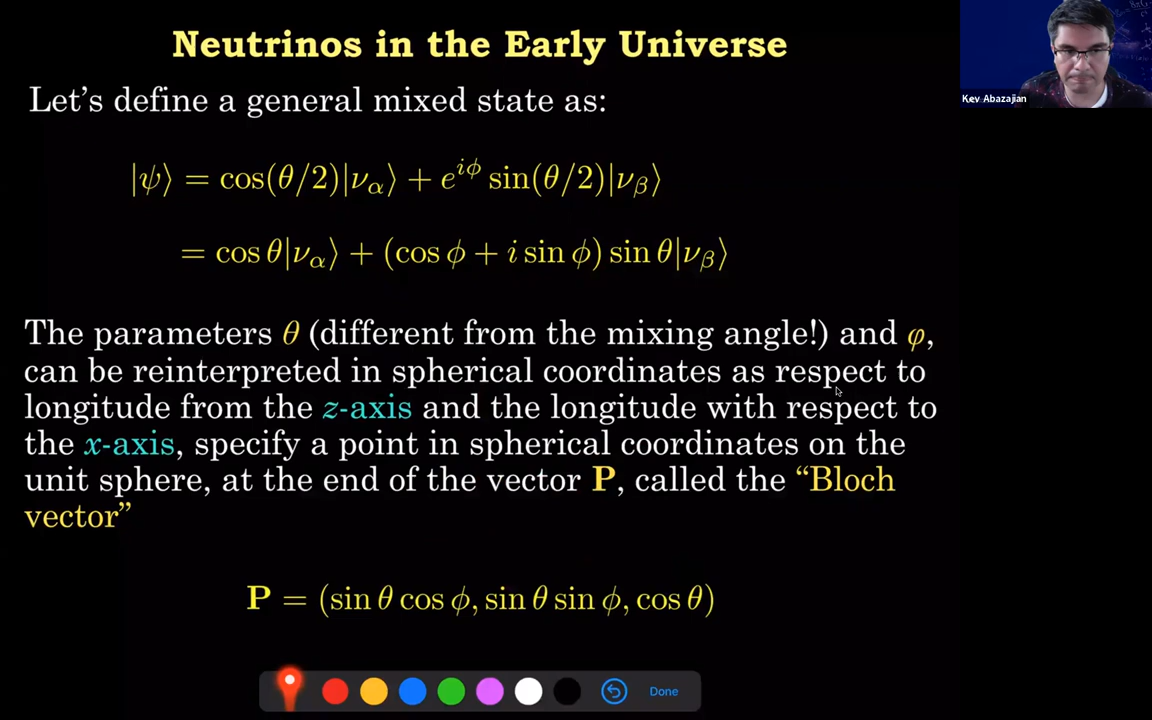 Neutrinos in the Early Universe
Kev Abazajian
Let's define a general mixed state as:
|ψ⟩ = cos(θ/2)|ν_α⟩ + e^{iϕ} sin(θ/2)|ν_β⟩
= cos θ|ν_α⟩ + (cos ϕ + i sin ϕ) sin θ|ν_β⟩
The parameters θ (different from the mixing angle!) and φ,
can be reinterpreted in spherical coordinates as respect to
longitude from the z-axis and the longitude with respect to
the x-axis, specify a point in spherical coordinates on the
unit sphere, at the end of the vector P, called the “Bloch
vector”
P = (sin θ cos ϕ, sin θ sin ϕ, cos θ)
Done